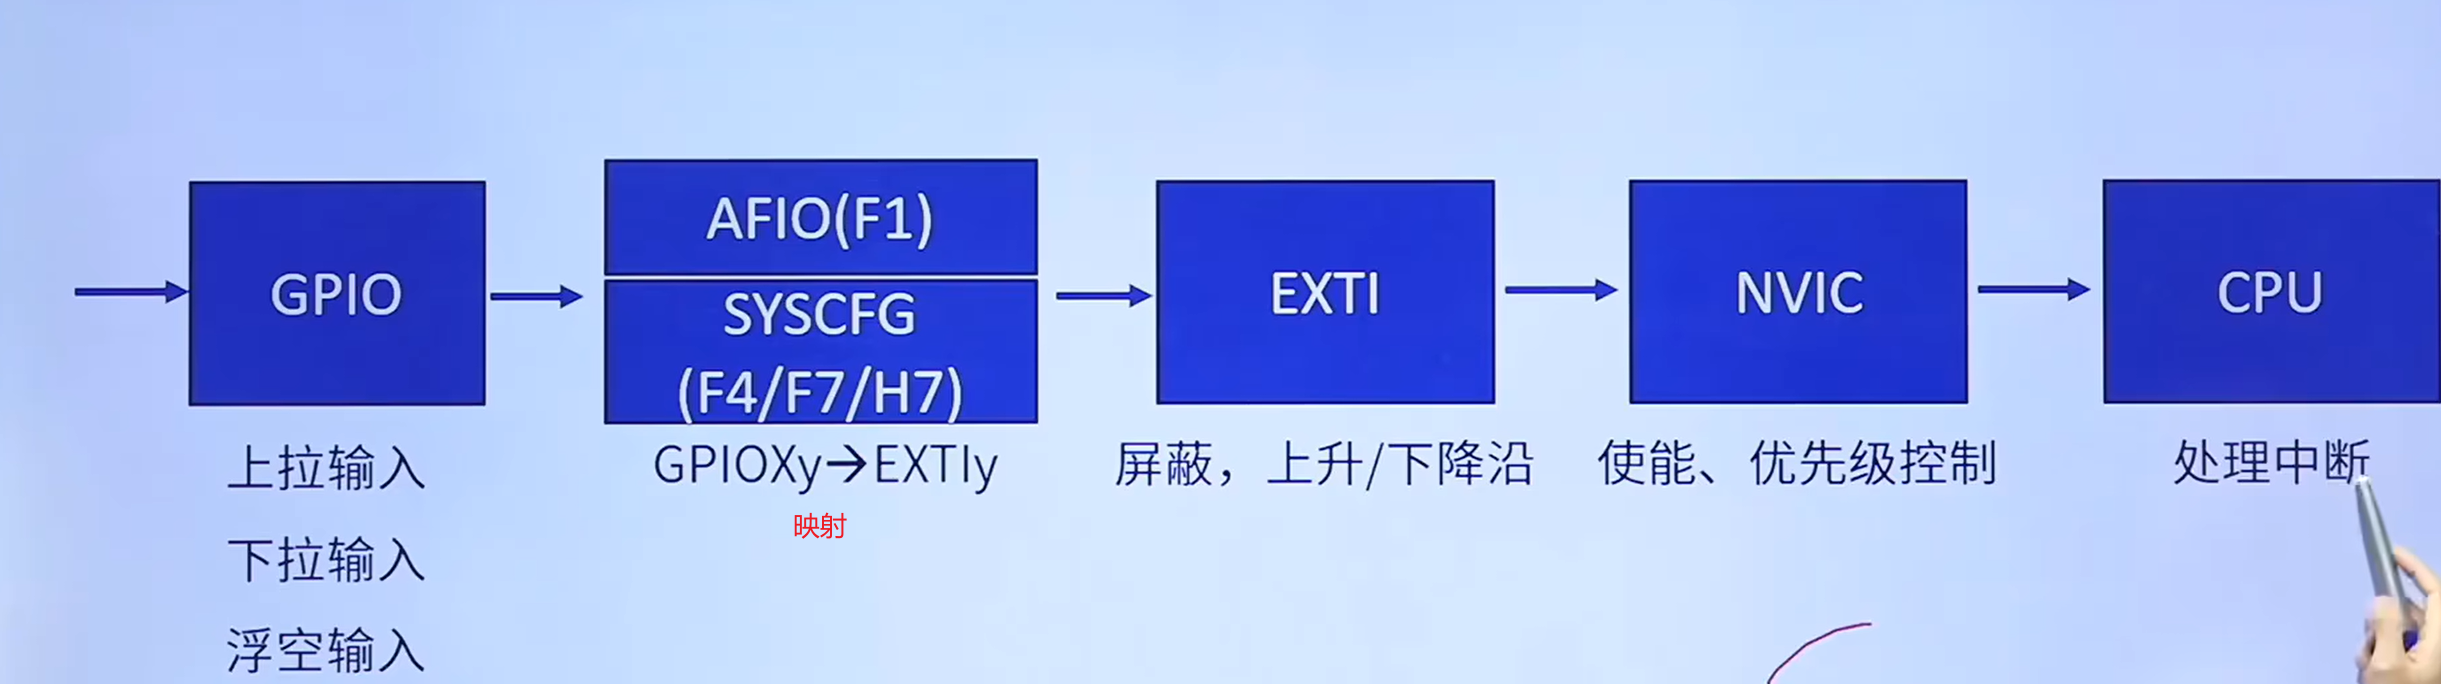 GPIO
AFIO(F1)
SYSCFG
(F4/F7/H7)
EXTI
NVIC
CPU
上拉输入
下拉输入
浮空输入
GPIOXy→EXTIy
映射
屏蔽，上升/下降沿
使能、优先级控制
处理中断